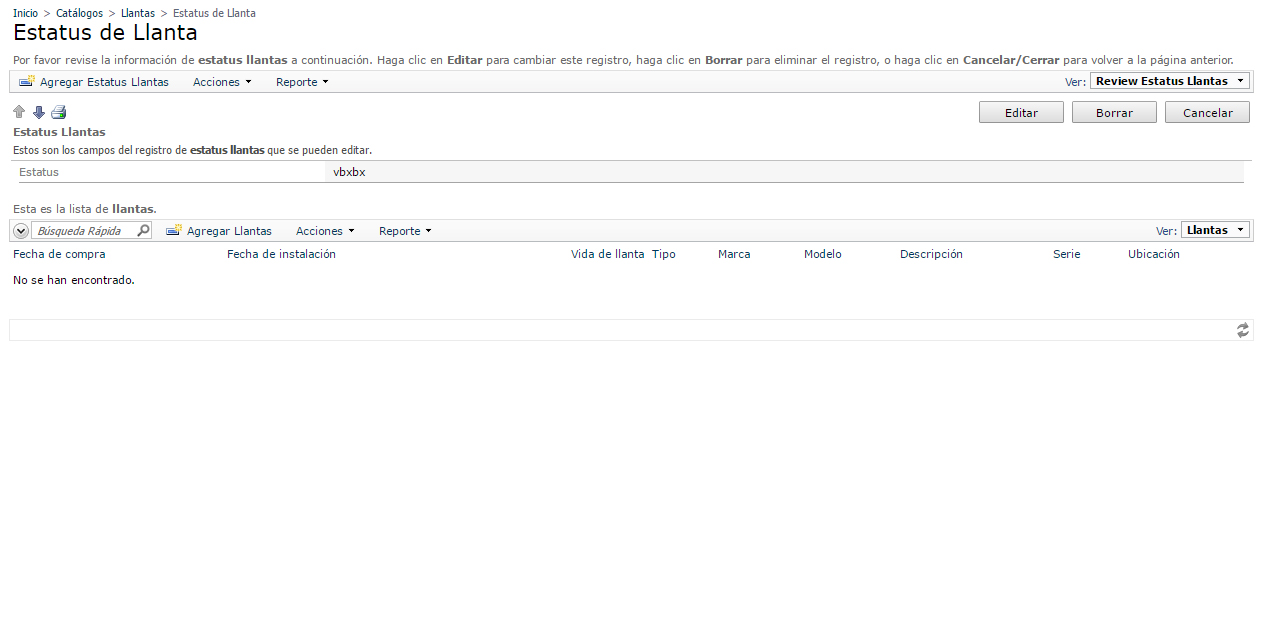 Inicio > Catálogos > Llantas > Estatus de Llanta
Estatus de Llanta
Por favor revise la información de estatus llantas a continuación. Haga clic en Editar para cambiar este registro, haga clic en Borrar para eliminar el registro, o haga clic en Cancelar/Cerrar para volver a la página anterior.
Agregar Estatus Llantas Acciones Reporte Ver: Review Estatus Llantas
Editar Borrar Cancelar
Estatus Llantas
Estos son los campos del registro de estatus llantas que se pueden editar.
Estatus vbxbx
Esta es la lista de llantas.
Búsqueda Rápida Agregar Llantas Acciones Reporte Ver: Llantas
Fecha de compra Fecha de instalación Vida de llanta Tipo Marca Modelo Descripción Serie Ubicación
No se han encontrado.